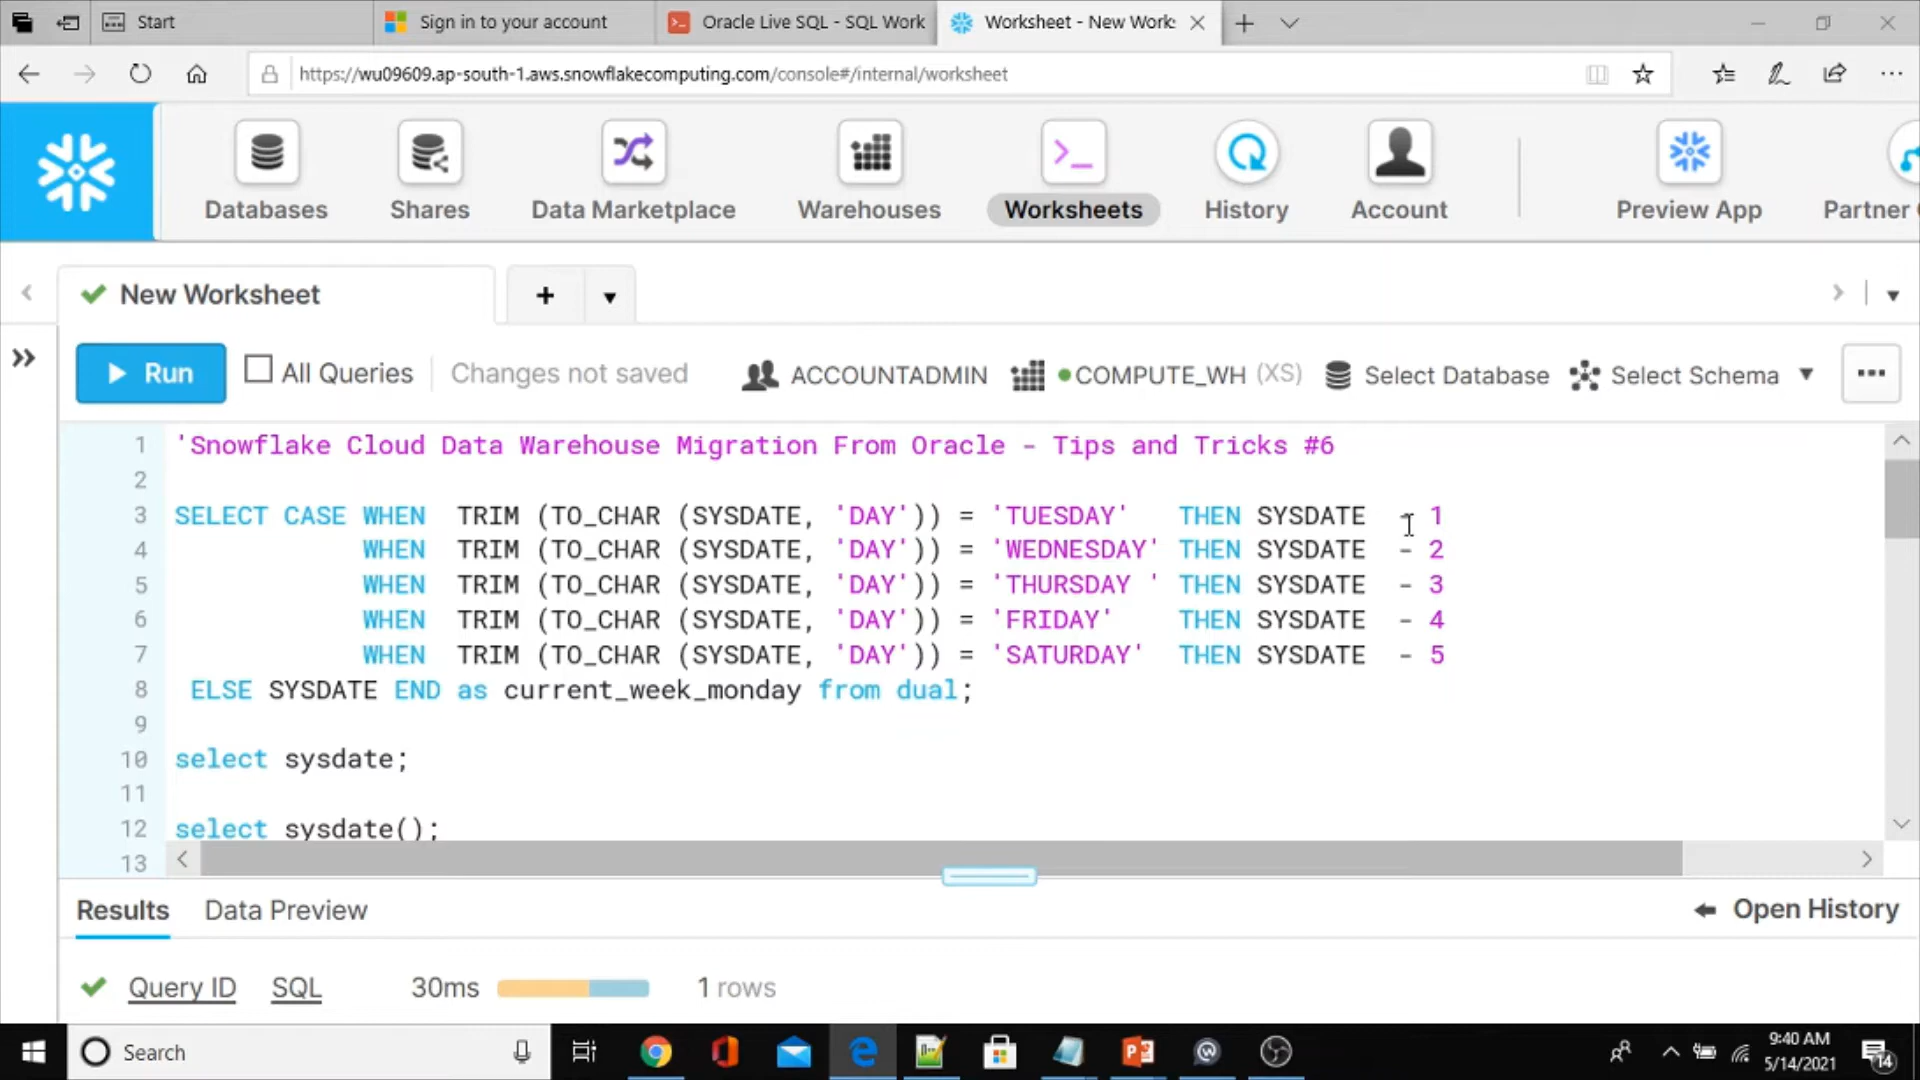 Start
Sign in to your account
Oracle Live SQL - SQL Work
Worksheet - New Works
https://wu09609.ap-south-1.aws.snowflakecomputing.com/console#/internal/worksheet
Databases
Shares
Data Marketplace
Warehouses
Worksheets
History
Account
Preview App
Partner
New Worksheet
Run
All Queries
Changes not saved
ACCOUNTADMIN
COMPUTE_WH (XS)
Select Database
Select Schema
1 'Snowflake Cloud Data Warehouse Migration From Oracle - Tips and Tricks #6
2
3 SELECT CASE WHEN TRIM (TO_CHAR (SYSDATE, 'DAY')) = 'TUESDAY' THEN SYSDATE - 1
4 WHEN TRIM (TO_CHAR (SYSDATE, 'DAY')) = 'WEDNESDAY' THEN SYSDATE - 2
5 WHEN TRIM (TO_CHAR (SYSDATE, 'DAY')) = 'THURSDAY ' THEN SYSDATE - 3
6 WHEN TRIM (TO_CHAR (SYSDATE, 'DAY')) = 'FRIDAY' THEN SYSDATE - 4
7 WHEN TRIM (TO_CHAR (SYSDATE, 'DAY')) = 'SATURDAY' THEN SYSDATE - 5
8 ELSE SYSDATE END as current_week_monday from dual;
9
10 select sysdate;
11
12 select sysdate();
13
Results
Data Preview
Open History
Query ID
SQL
30ms
1 rows
Search
9:40 AM
5/14/2021
14